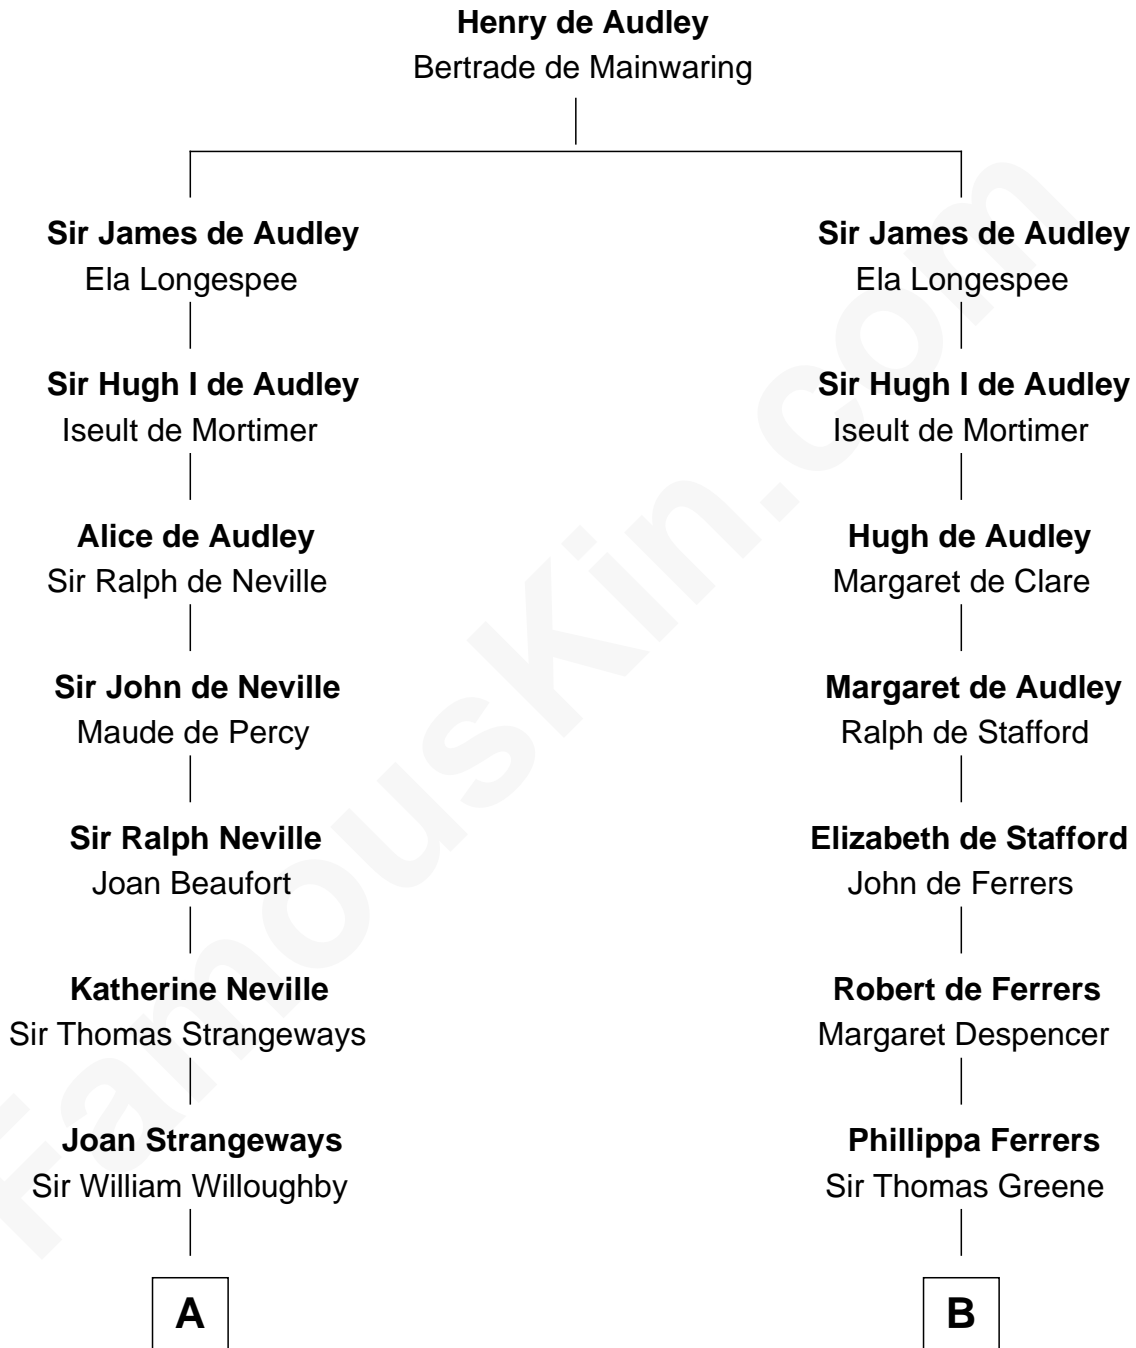 Henry de Audley
Bertrade de Mainwaring
Sir James de Audley
Ela Longespee
Sir James de Audley
Ela Longespee
Sir Hugh I de Audley
Iseult de Mortimer
Sir Hugh I de Audley
Iseult de Mortimer
Alice de Audley
Sir Ralph de Neville
Hugh de Audley
Margaret de Clare
Sir John de Neville
Maude de Percy
Margaret de Audley
Ralph de Stafford
Sir Ralph Neville
Joan Beaufort
Elizabeth de Stafford
John de Ferrers
Katherine Neville
Sir Thomas Strangeways
Robert de Ferrers
Margaret Despencer
Joan Strangeways
Sir William Willoughby
Phillippa Ferrers
Sir Thomas Greene
A
B
FamousKin.com